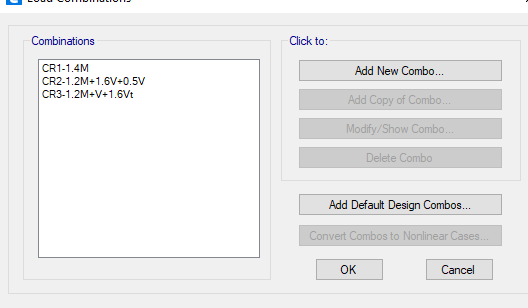 Load Combinations
Combinations
CR1-1.4M
CR2-1.2M+1.6V+0.5V
CR3-1.2M+V+1.6Vt
Click to:
Add New Combo...
Add Copy of Combo...
Modify/Show Combo...
Delete Combo
Add Default Design Combos...
Convert Combos to Nonlinear Cases...
OK
Cancel